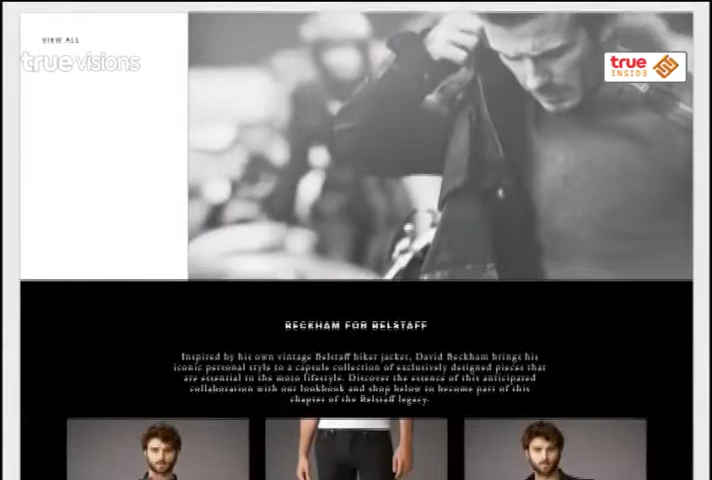 VIEW ALL
true visions
true
INSIDE
BECKHAM FOR BELSTAFF
Inspired by his own vintage Belstaff biker jacket, David Beckham brings his
iconic personal style to a capsule collection of exclusively designed pieces that
are essential to the moto lifestyle. Discover the essence of this anticipated
collaboration with our lookbook and shop below to become part of this
chapter of the Belstaff legacy.